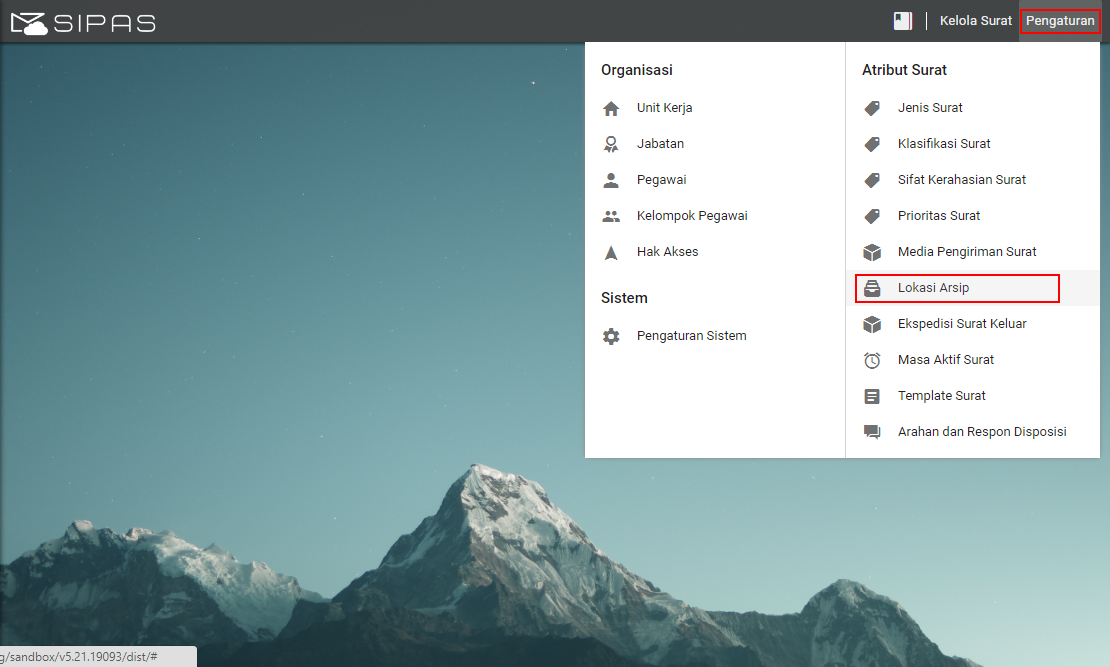 SIPAS
Kelola Surat
Pengaturan
Organisasi
Unit Kerja
Jabatan
Pegawai
Kelompok Pegawai
Hak Akses
Sistem
Pengaturan Sistem
Atribut Surat
Jenis Surat
Klasifikasi Surat
Sifat Kerahasian Surat
Prioritas Surat
Media Pengiriman Surat
Lokasi Arsip
Ekspedisi Surat Keluar
Masa Aktif Surat
Template Surat
Arahan dan Respon Disposisi
g/sandbox/v5.21.19093/dist/#